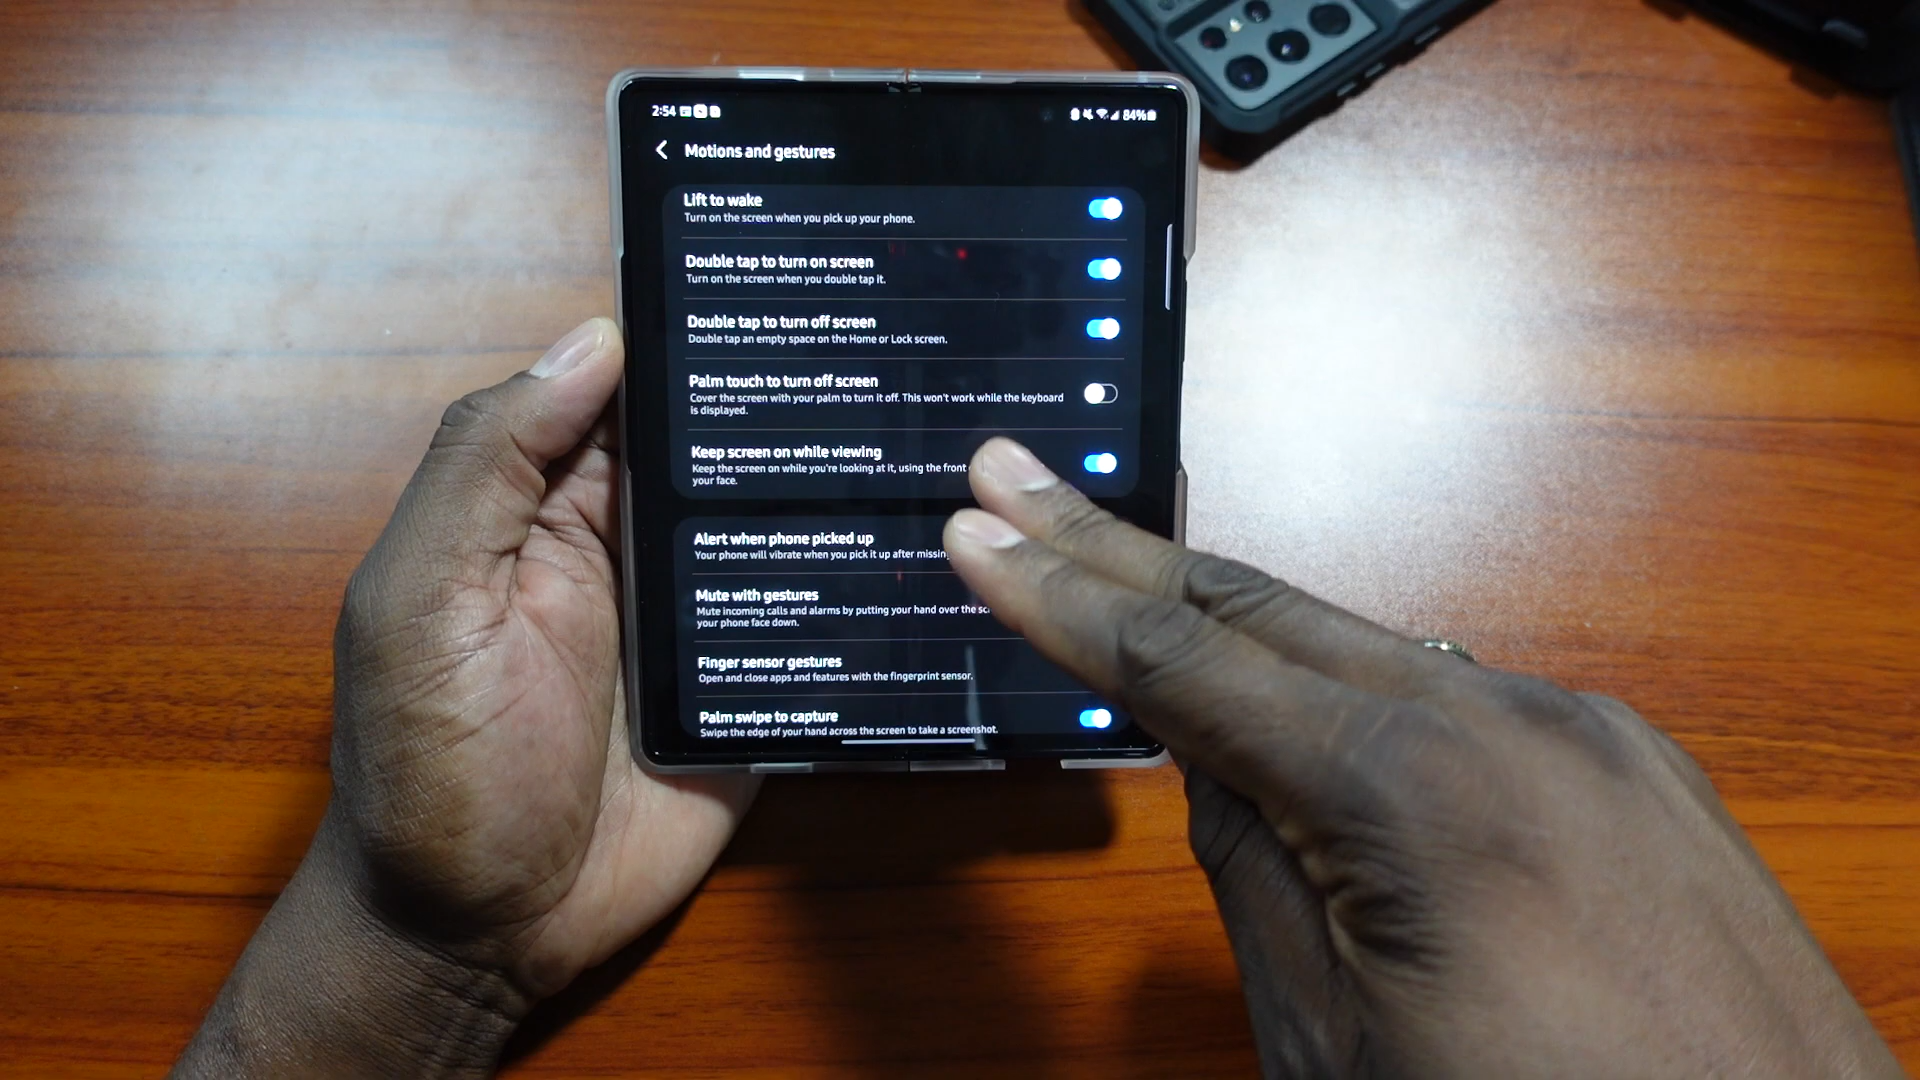 2:54
84%
Motions and gestures
Lift to wake
Turn on the screen when you pick up your phone.
Double tap to turn on screen
Turn on the screen when you double tap it.
Double tap to turn off screen
Double tap an empty space on the Home or Lock screen.
Palm touch to turn off screen
Cover the screen with your palm to turn it off. This won't work while the keyboard
is displayed.
Keep screen on while viewing
Keep the screen on while you're looking at it, using the front
your face.
Alert when phone picked up
Your phone will vibrate when you pick it up after missing
Mute with gestures
Mute incoming calls and alarms by putting your hand over the
your phone face down.
Finger sensor gestures
Open and close apps and features with the fingerprint sensor.
Palm swipe to capture
Swipe the edge of your hand across the screen to take a screenshot.